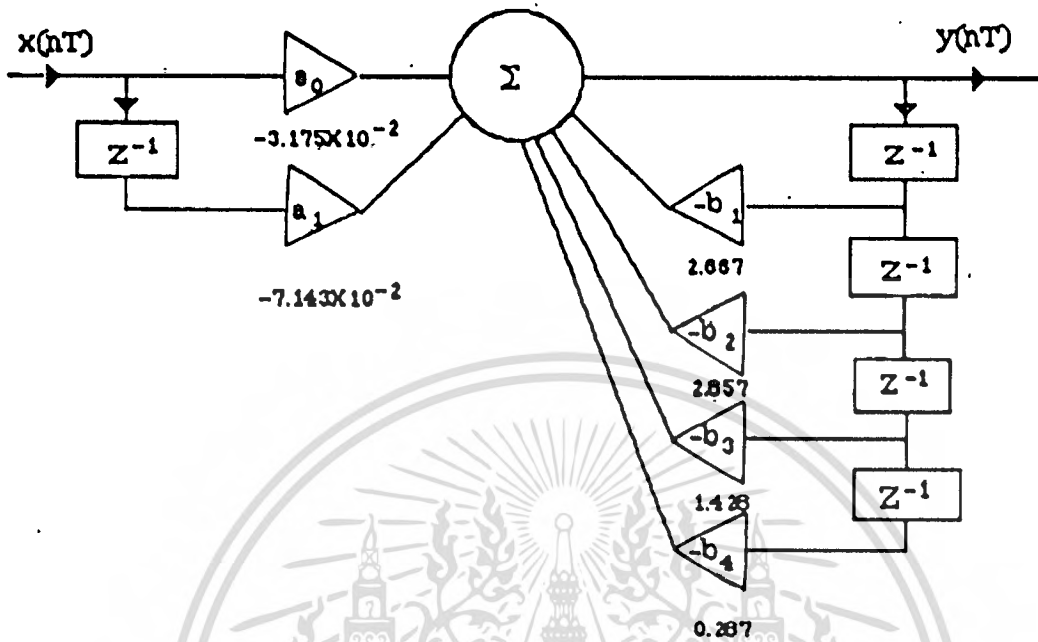 x(nT)
y(nT)
a₀
Σ
-3.175X10⁻²
Z⁻¹
Z⁻¹
a₁
-b₁
-7.143X10⁻²
2.667
Z⁻¹
-b₂
2.857
Z⁻¹
-b₃
1.428
Z⁻¹
-b₄
0.287